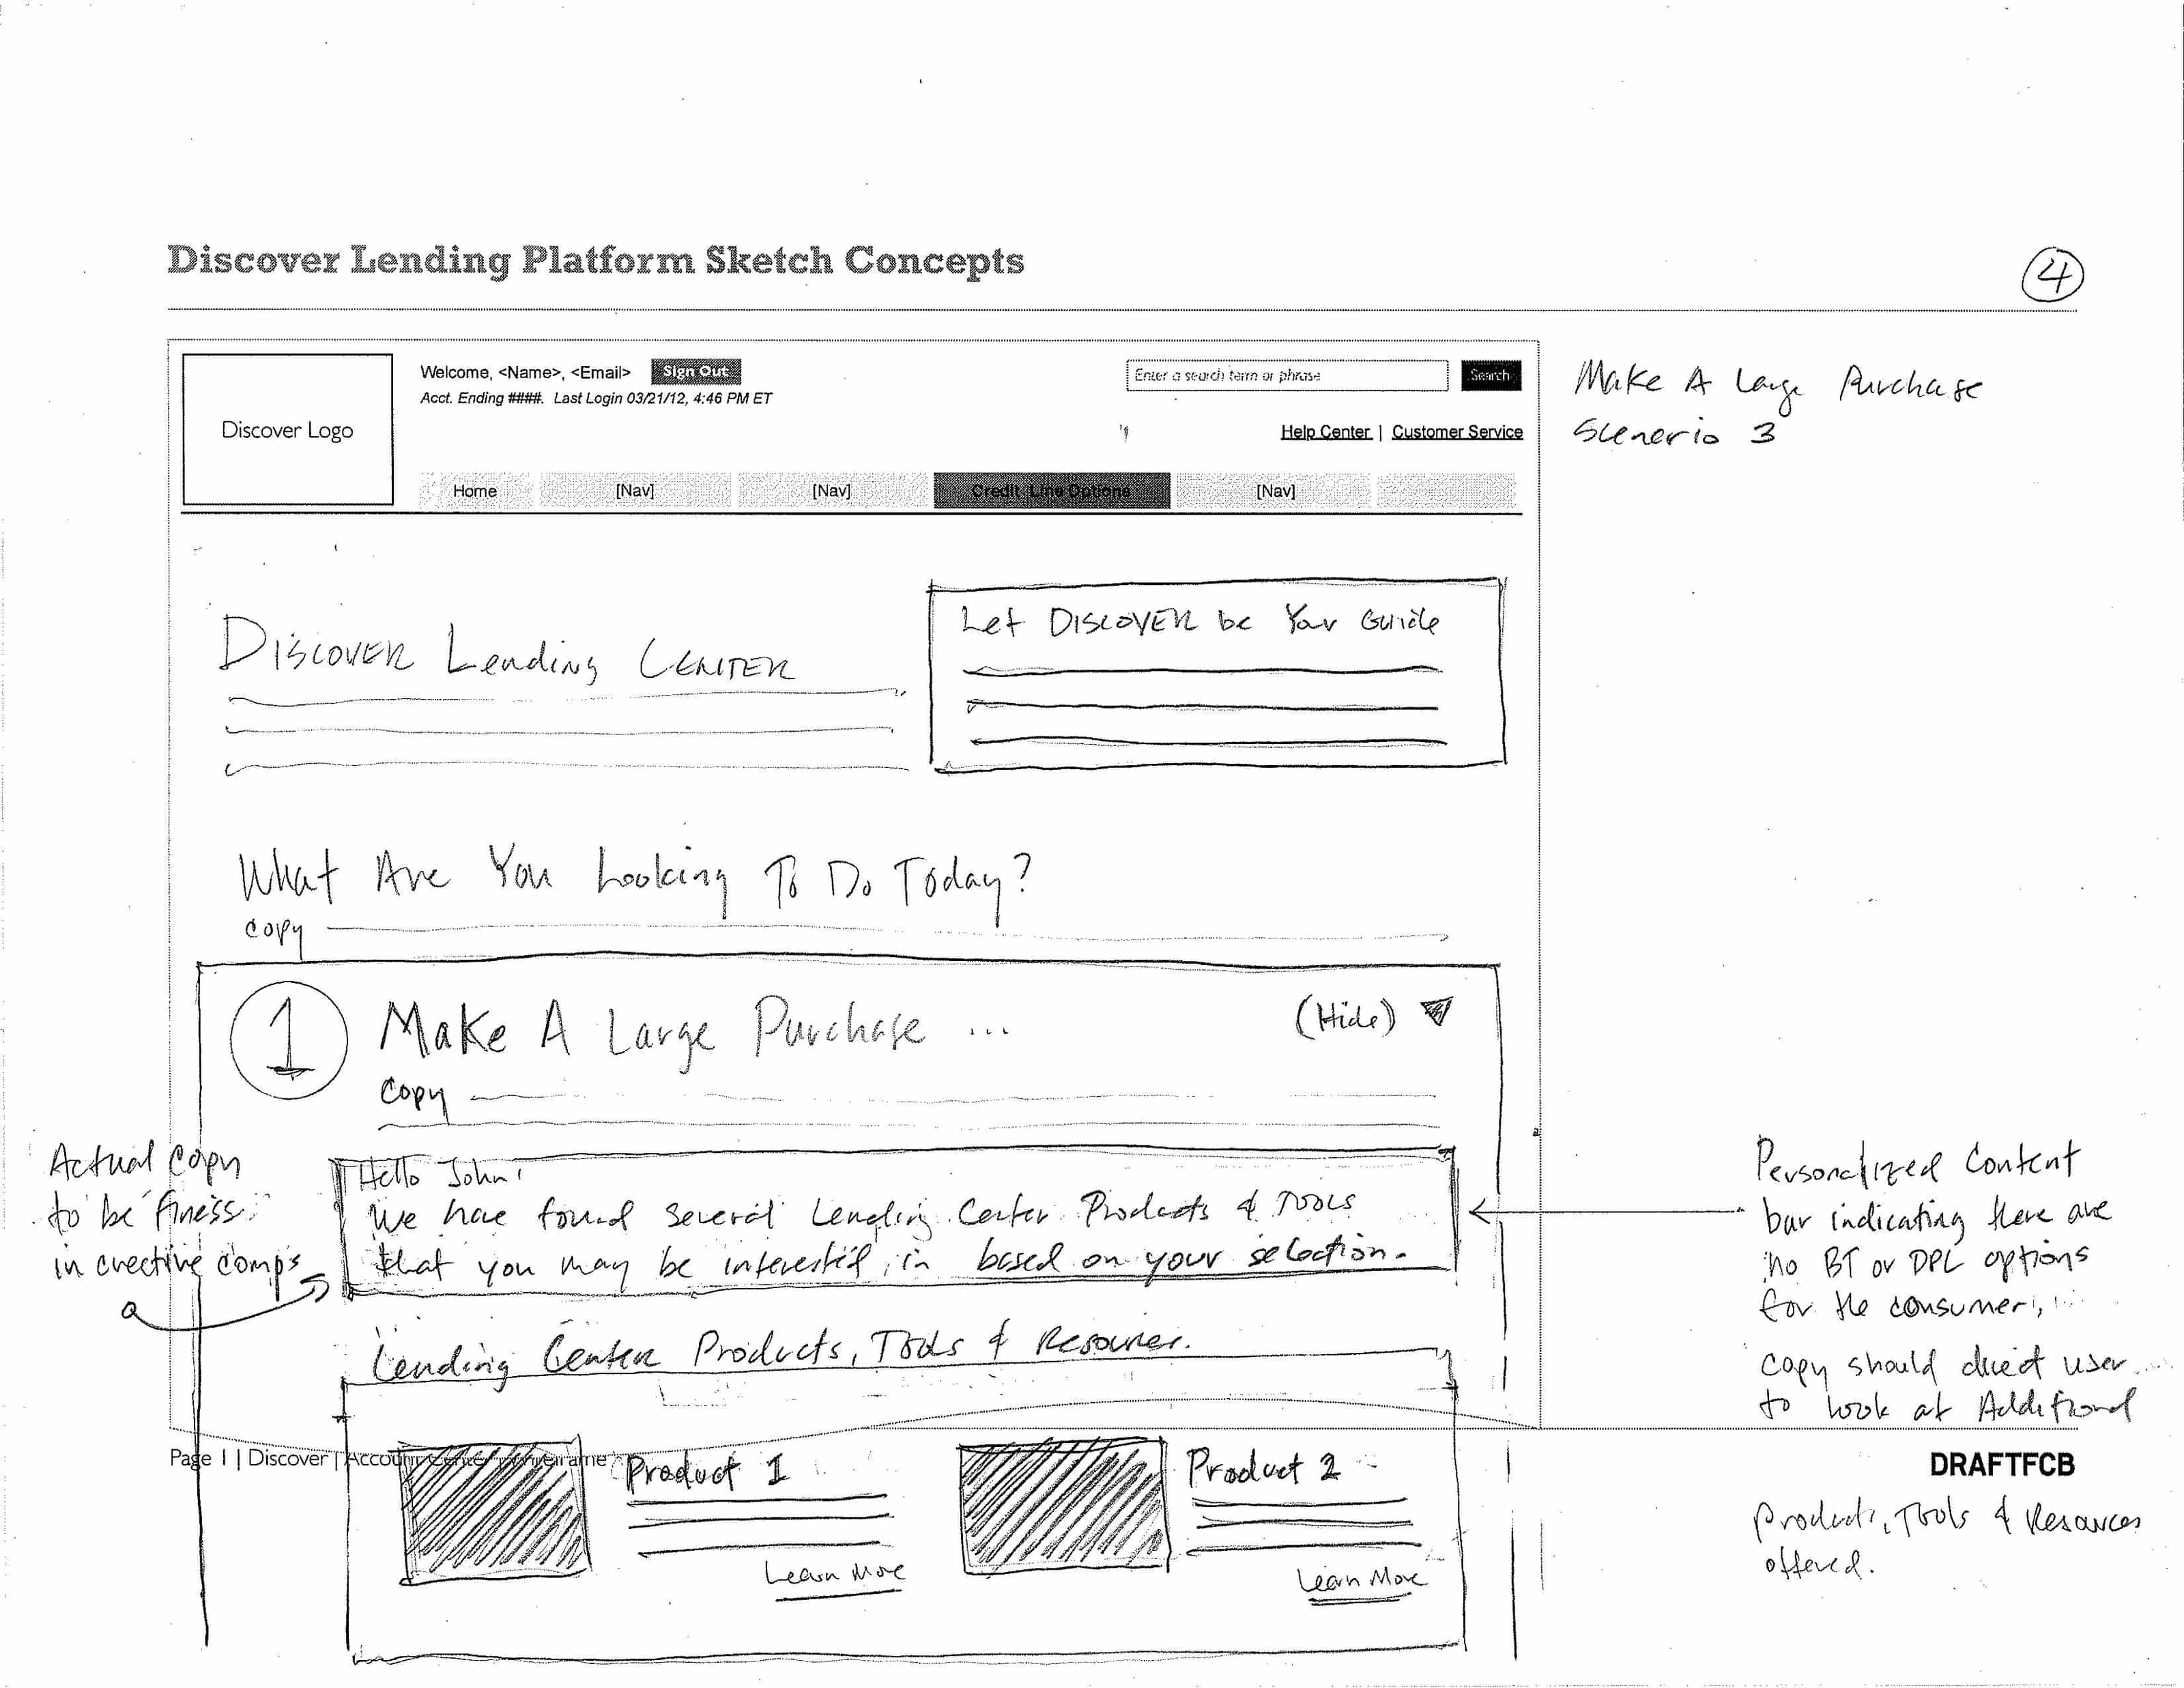 Discover Lending Platform Sketch Concepts
4
Discover Logo
Welcome, <Name>, <Email>
Sign Out
Acct. Ending ####. Last Login 03/21/12, 4:46 PM ET
Enter a search term or phrase
Search
Help Center | Customer Service
Home
[Nav]
[Nav]
Credit Line Options
[Nav]
Make A Large Purchase
Scenerio 3
DISCOVER Lending CENTER
Let DISCOVER be Your Guide
What Are You Looking To Do Today?
copy
1
Make A Large Purchase ...
(Hide)
Copy
Actual Copy
to be finess
in creative comps
Hello John!
We have found several Lending Center Products & Tools
that you may be interested in based on your selection.
Personalized Content
bar indicating there are
no BT or DPL options
for the consumer,
copy should direct user
to look at Additional
Products, Tools & Resources
offered.
Lending Center Products, Tools & Resources.
Page 1 | Discover | Account Center Wireframe
Product 1
Learn More
Product 2
Learn More
DRAFTFCB